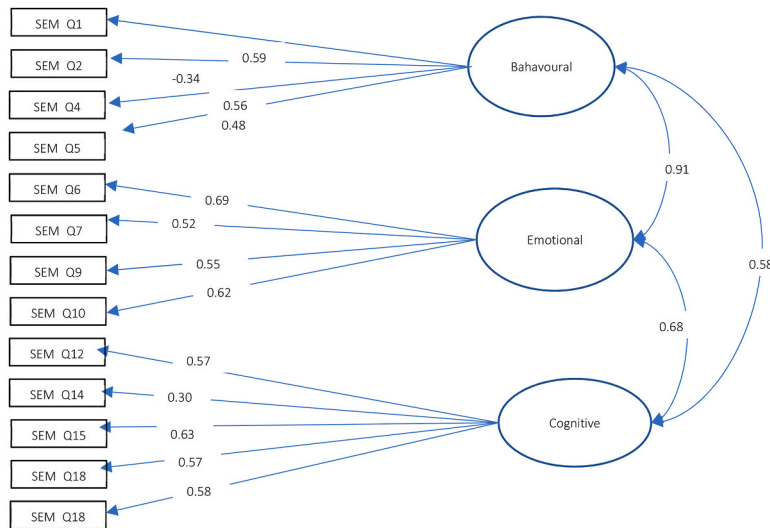 SEM Q1
SEM Q2
SEM Q4
SEM Q5
SEM Q6
SEM Q7
SEM Q9
SEM Q10
SEM Q12
SEM Q14
SEM Q15
SEM Q18
SEM Q18
0.59
-0.34
0.56
0.48
0.69
0.52
0.55
0.62
0.57
0.30
0.63
0.57
0.58
Bahavoural
Emotional
Cognitive
0.91
0.68
0.58